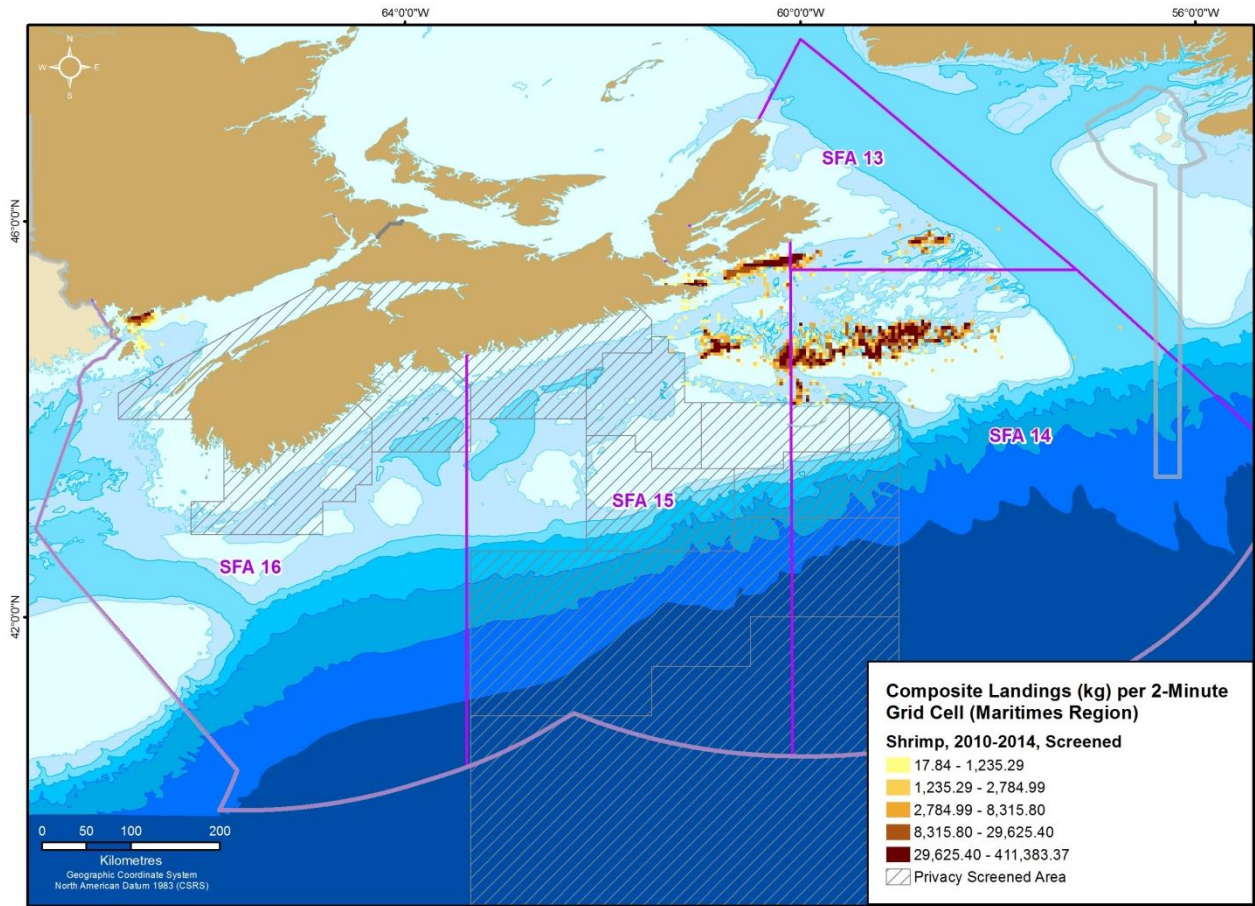 64°0'0"W
60°0'0"W
56°0'0"W
N
W
E
S
46°0'0"N
42°0'0"N
SFA 13
SFA 14
SFA 15
SFA 16
0 50 100 200
Kilometres
Geographic Coordinate System
North American Datum 1983 (CSRS)
Composite Landings (kg) per 2-Minute
Grid Cell (Maritimes Region)
Shrimp, 2010-2014, Screened
17.84 - 1,235.29
1,235.29 - 2,784.99
2,784.99 - 8,315.80
8,315.80 - 29,625.40
29,625.40 - 411,383.37
Privacy Screened Area